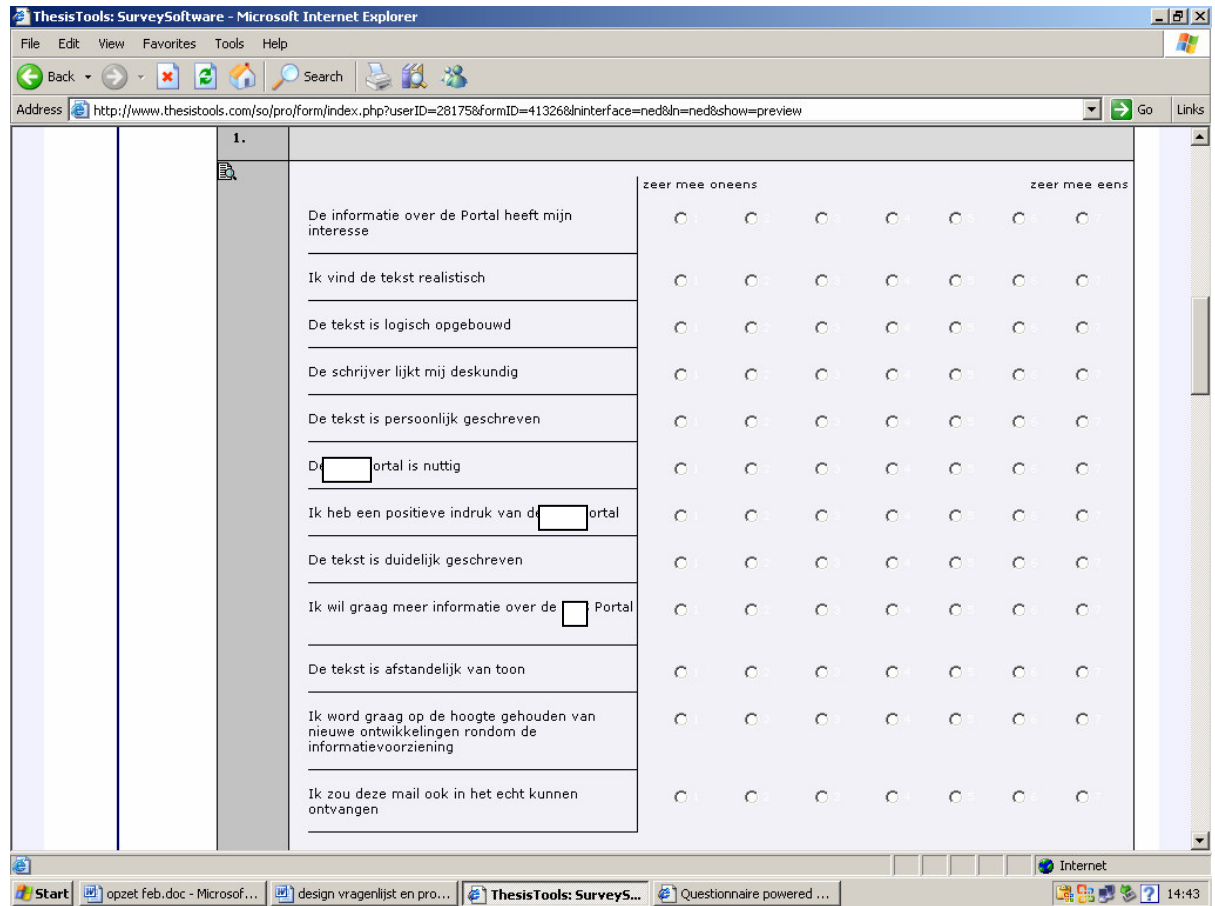 ThesisTools: SurveySoftware - Microsoft Internet Explorer
File Edit View Favorites Tools Help
Back Search
Address http://www.thesistools.com/so/pro/form/index.php?userID=28175&formID=41326&lninterface=ned&ln=ned&show=preview Go Links
1.
zeer mee oneens zeer mee eens
De informatie over de Portal heeft mijn
interesse
Ik vind de tekst realistisch
De tekst is logisch opgebouwd
De schrijver lijkt mij deskundig
De tekst is persoonlijk geschreven
De ortal is nuttig
Ik heb een positieve indruk van de ortal
De tekst is duidelijk geschreven
Ik wil graag meer informatie over de Portal
De tekst is afstandelijk van toon
Ik word graag op de hoogte gehouden van
nieuwe ontwikkelingen rondom de
informatievoorziening
Ik zou deze mail ook in het echt kunnen
ontvangen
Internet
Start opzet feb.doc - Microsof... design vragenlijst en pro... ThesisTools: SurveyS... Questionnaire powered ... 14:43